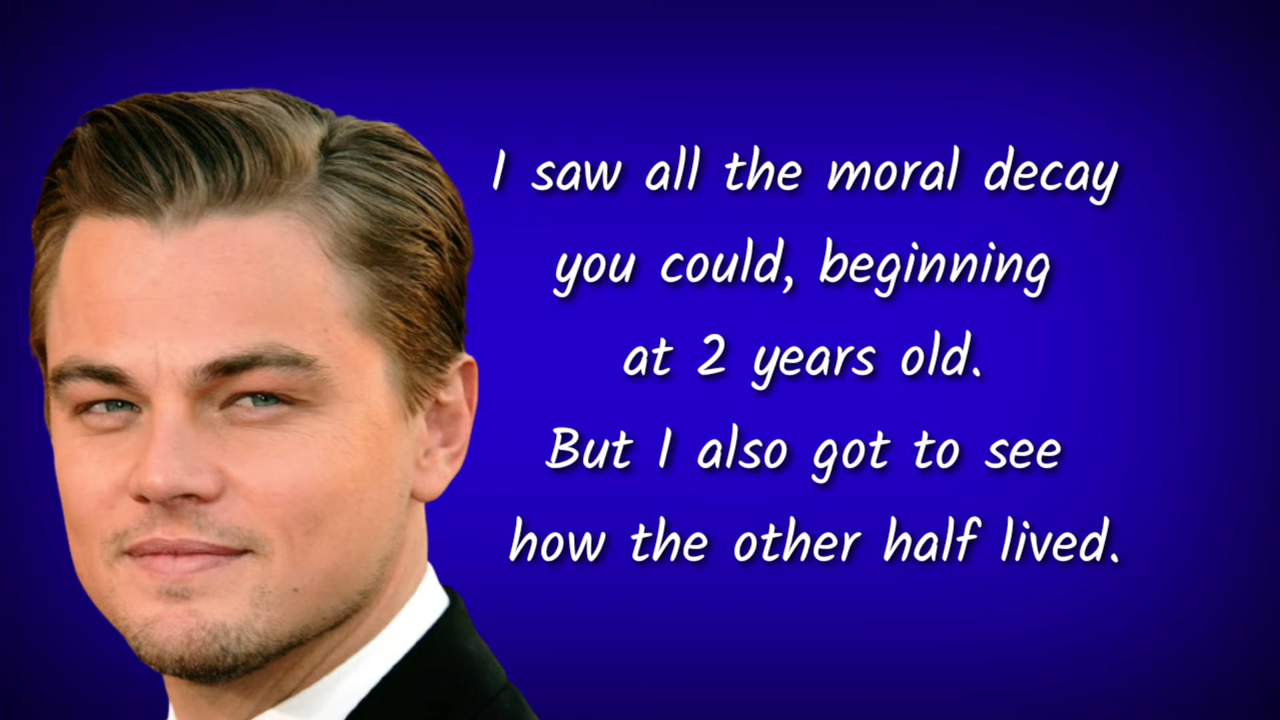 I saw all the moral decay
you could, beginning
at 2 years old.
But I also got to see
how the other half lived.